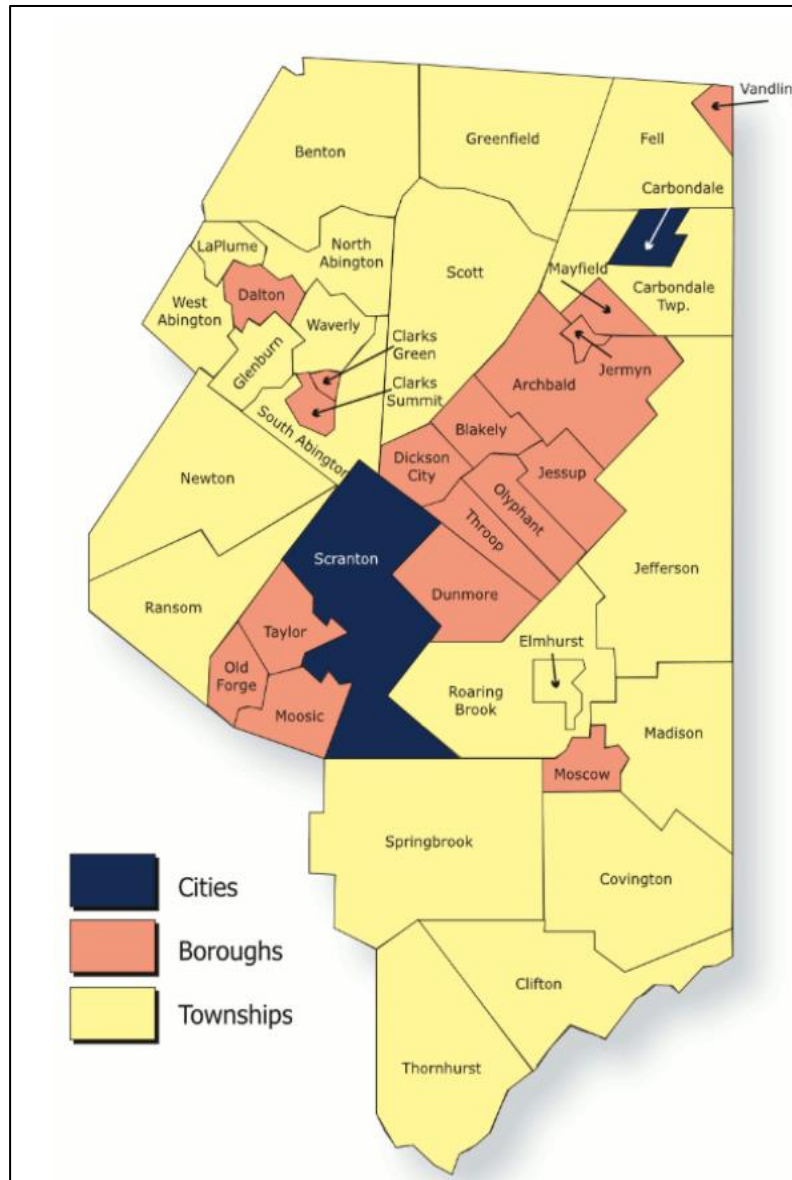 Vandlin
Benton
Greenfield
Fell
Carbondale
LaPlume
North
Abington
Scott
Mayfield
Carbondale
Twp.
West
Abington
Dalton
Waverly
Clarks
Green
Glenburn
Clarks
Summit
Jermyn
Archbald
South Abington
Blakely
Dickson
City
Jessup
Newton
Olyphant
Throop
Scranton
Jefferson
Ransom
Dunmore
Taylor
Elmhurst
Old
Forge
Roaring
Brook
Moosic
Madison
Moscow
Springbrook
Covington
Cities
Boroughs
Clifton
Townships
Thornhurst